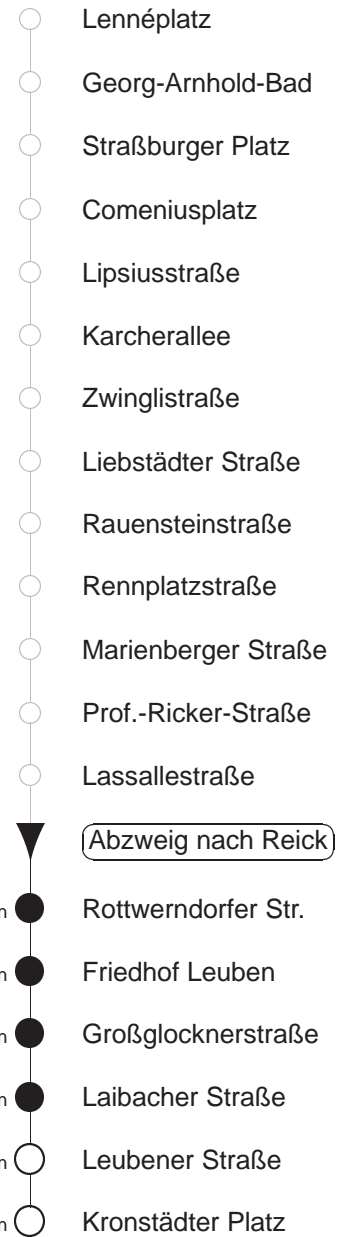 Lennéplatz
Georg-Arnhold-Bad
Straßburger Platz
Comeniusplatz
Lipsiusstraße
Karcherallee
Zwinglistraße
Liebstädter Straße
Rauensteinstraße
Rennplatzstraße
Marienberger Straße
Prof.-Ricker-Straße
Lassallestraße
Abzweig nach Reick
Rottwerndorfer Str.
Friedhof Leuben
Großglocknerstraße
Laibacher Straße
Leubener Straße
Kronstädter Platz